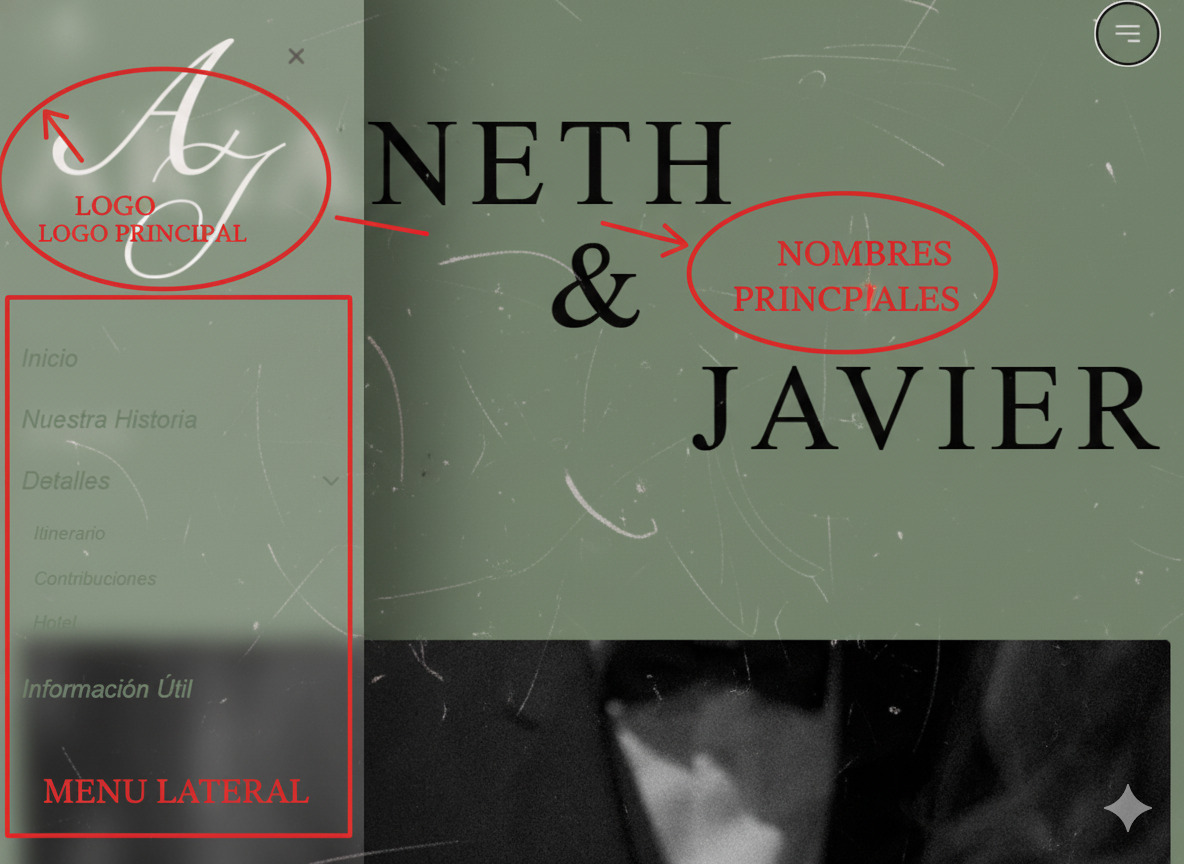 AJ
LOGO
LOGO PRINCIPAL
NETH
&
JAVIER
NOMBRES
PRINCPIALES
Inicio
Nuestra Historia
Detalles
Itinerario
Contribuciones
Hotel
Información Útil
MENU LATERAL